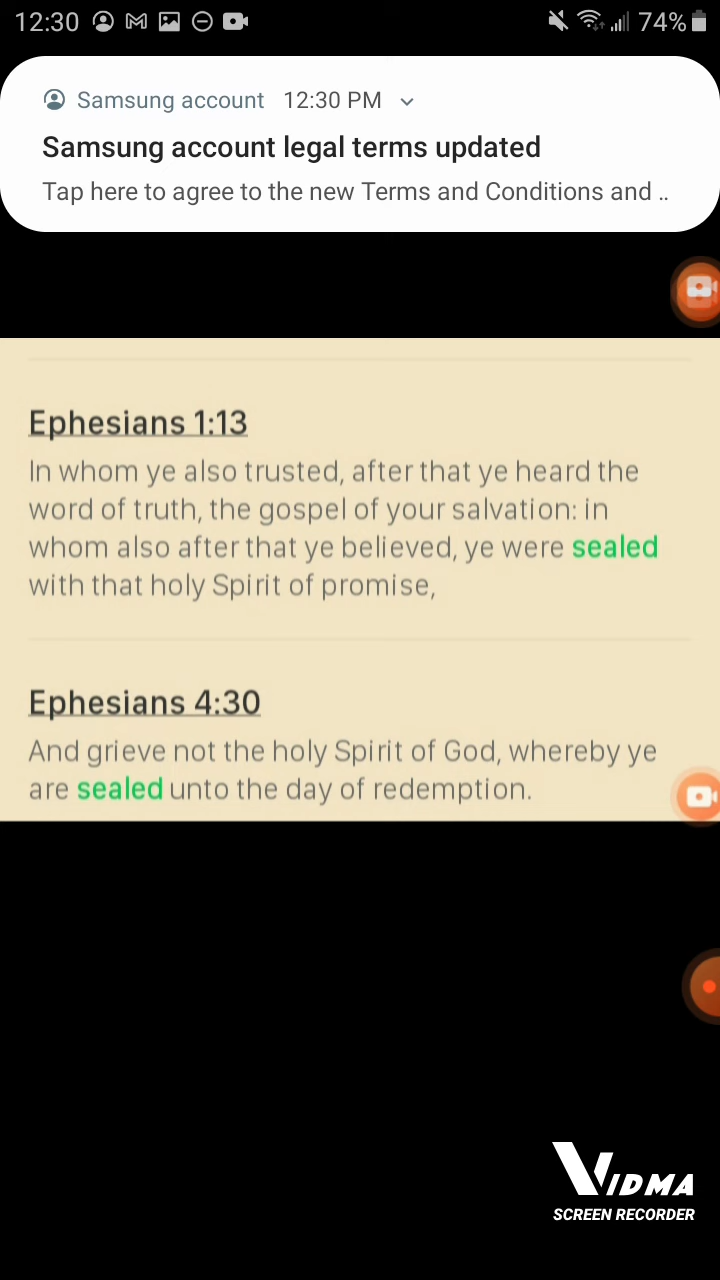 12:30 74%
Samsung account 12:30 PM
Samsung account legal terms updated
Tap here to agree to the new Terms and Conditions and ..
Ephesians 1:13
In whom ye also trusted, after that ye heard the
word of truth, the gospel of your salvation: in
whom also after that ye believed, ye were sealed
with that holy Spirit of promise,
Ephesians 4:30
And grieve not the holy Spirit of God, whereby ye
are sealed unto the day of redemption.
VIDMA
SCREEN RECORDER